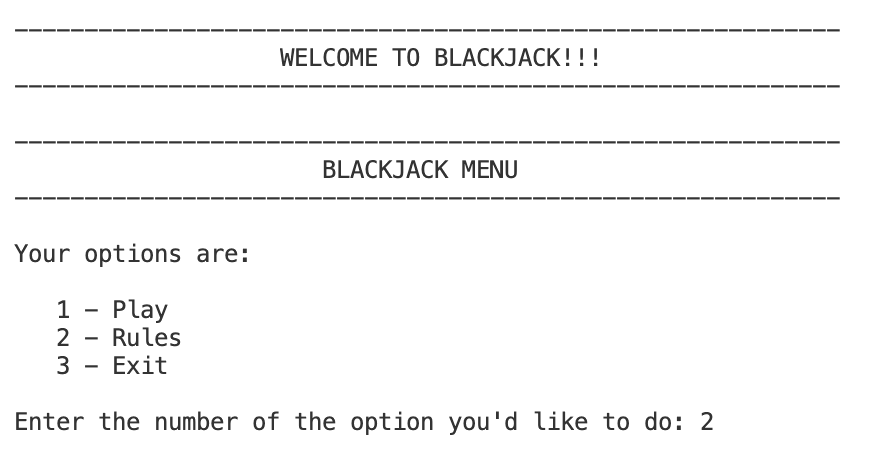 -----------------------------------------------------------
WELCOME TO BLACKJACK!!!
-----------------------------------------------------------
-----------------------------------------------------------
BLACKJACK MENU
-----------------------------------------------------------
Your options are:
1 - Play
2 - Rules
3 - Exit
Enter the number of the option you'd like to do: 2